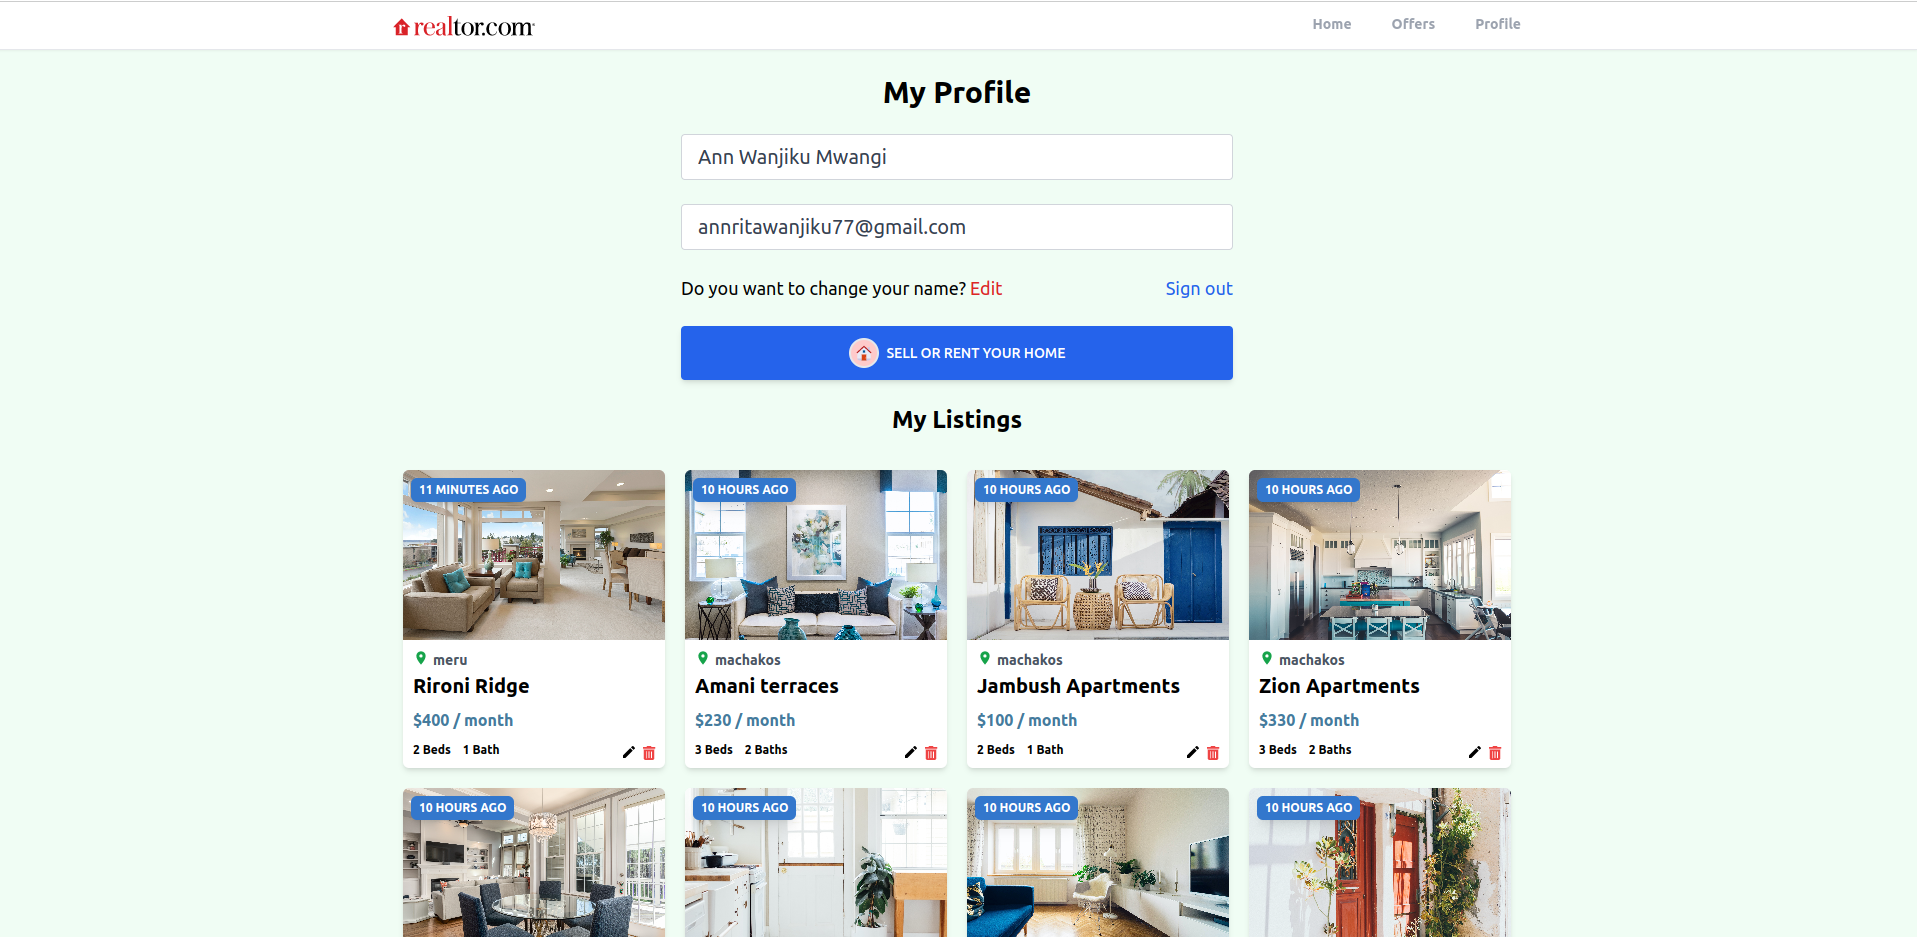 realtor.com
Home Offers Profile
My Profile
Ann Wanjiku Mwangi
annritawanjiku77@gmail.com
Do you want to change your name? Edit Sign out
SELL OR RENT YOUR HOME
My Listings
11 MINUTES AGO
meru
Rironi Ridge
$400 / month
2 Beds 1 Bath
10 HOURS AGO
machakos
Amani terraces
$230 / month
3 Beds 2 Baths
10 HOURS AGO
machakos
Jambush Apartments
$100 / month
2 Beds 1 Bath
10 HOURS AGO
machakos
Zion Apartments
$330 / month
3 Beds 2 Baths
10 HOURS AGO
10 HOURS AGO
10 HOURS AGO
10 HOURS AGO